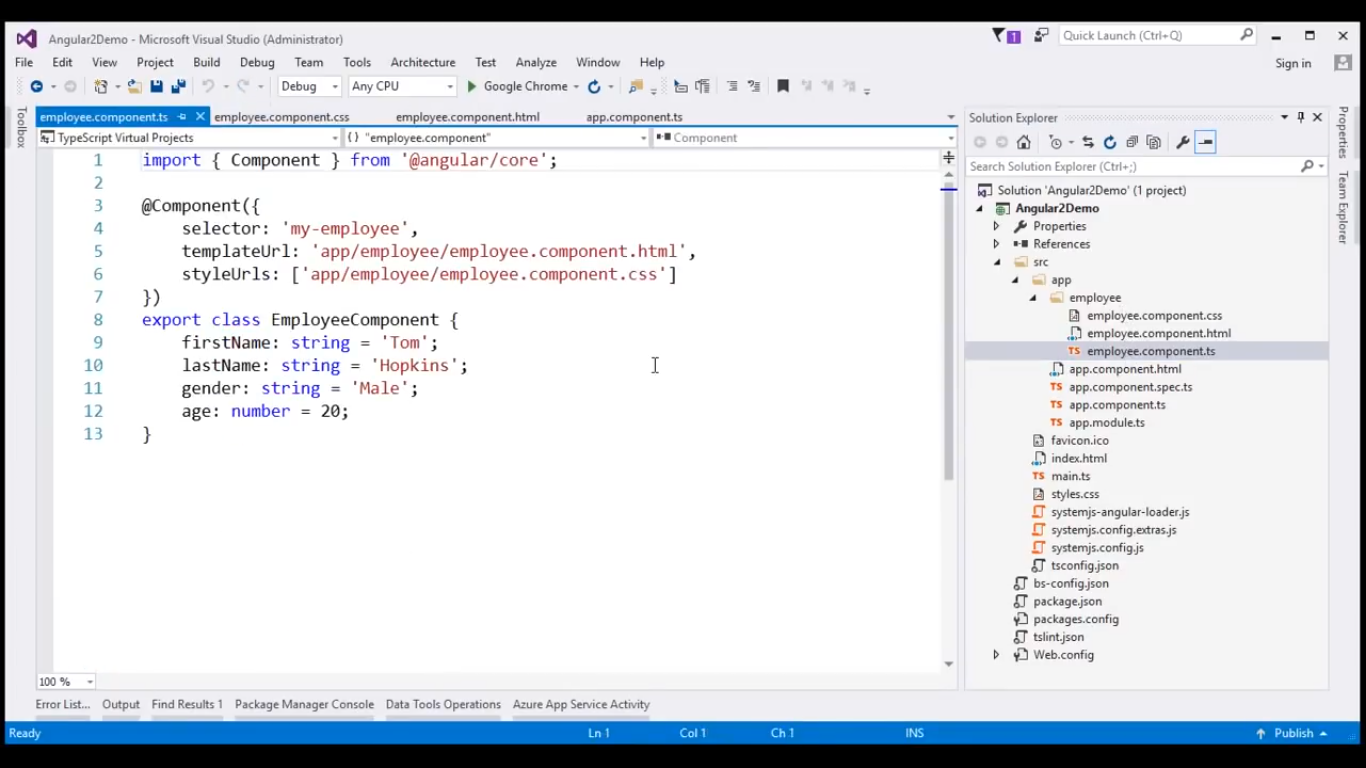 Angular2Demo - Microsoft Visual Studio (Administrator)
1
Quick Launch (Ctrl+Q)
File Edit View Project Build Debug Team Tools Architecture Test Analyze Window Help
Sign in
Debug Any CPU Google Chrome
Toolbox
employee.component.ts employee.component.css employee.component.html app.component.ts
TypeScript Virtual Projects {} "employee.component" Component
1 import { Component } from '@angular/core';
2
3 @Component({
4 selector: 'my-employee',
5 templateUrl: 'app/employee/employee.component.html',
6 styleUrls: ['app/employee/employee.component.css']
7 })
8 export class EmployeeComponent {
9 firstName: string = 'Tom';
10 lastName: string = 'Hopkins';
11 gender: string = 'Male';
12 age: number = 20;
13 }
100 %
Solution Explorer
Search Solution Explorer (Ctrl+;)
Solution 'Angular2Demo' (1 project)
Angular2Demo
Properties
References
src
app
employee
employee.component.css
employee.component.html
TS employee.component.ts
app.component.html
TS app.component.spec.ts
TS app.component.ts
TS app.module.ts
favicon.ico
index.html
TS main.ts
styles.css
systemjs-angular-loader.js
systemjs.config.extras.js
systemjs.config.js
tsconfig.json
bs-config.json
package.json
packages.config
tslint.json
Web.config
Properties
Team Explorer
Error List... Output Find Results 1 Package Manager Console Data Tools Operations Azure App Service Activity
Ready Ln 1 Col 1 Ch 1 INS Publish